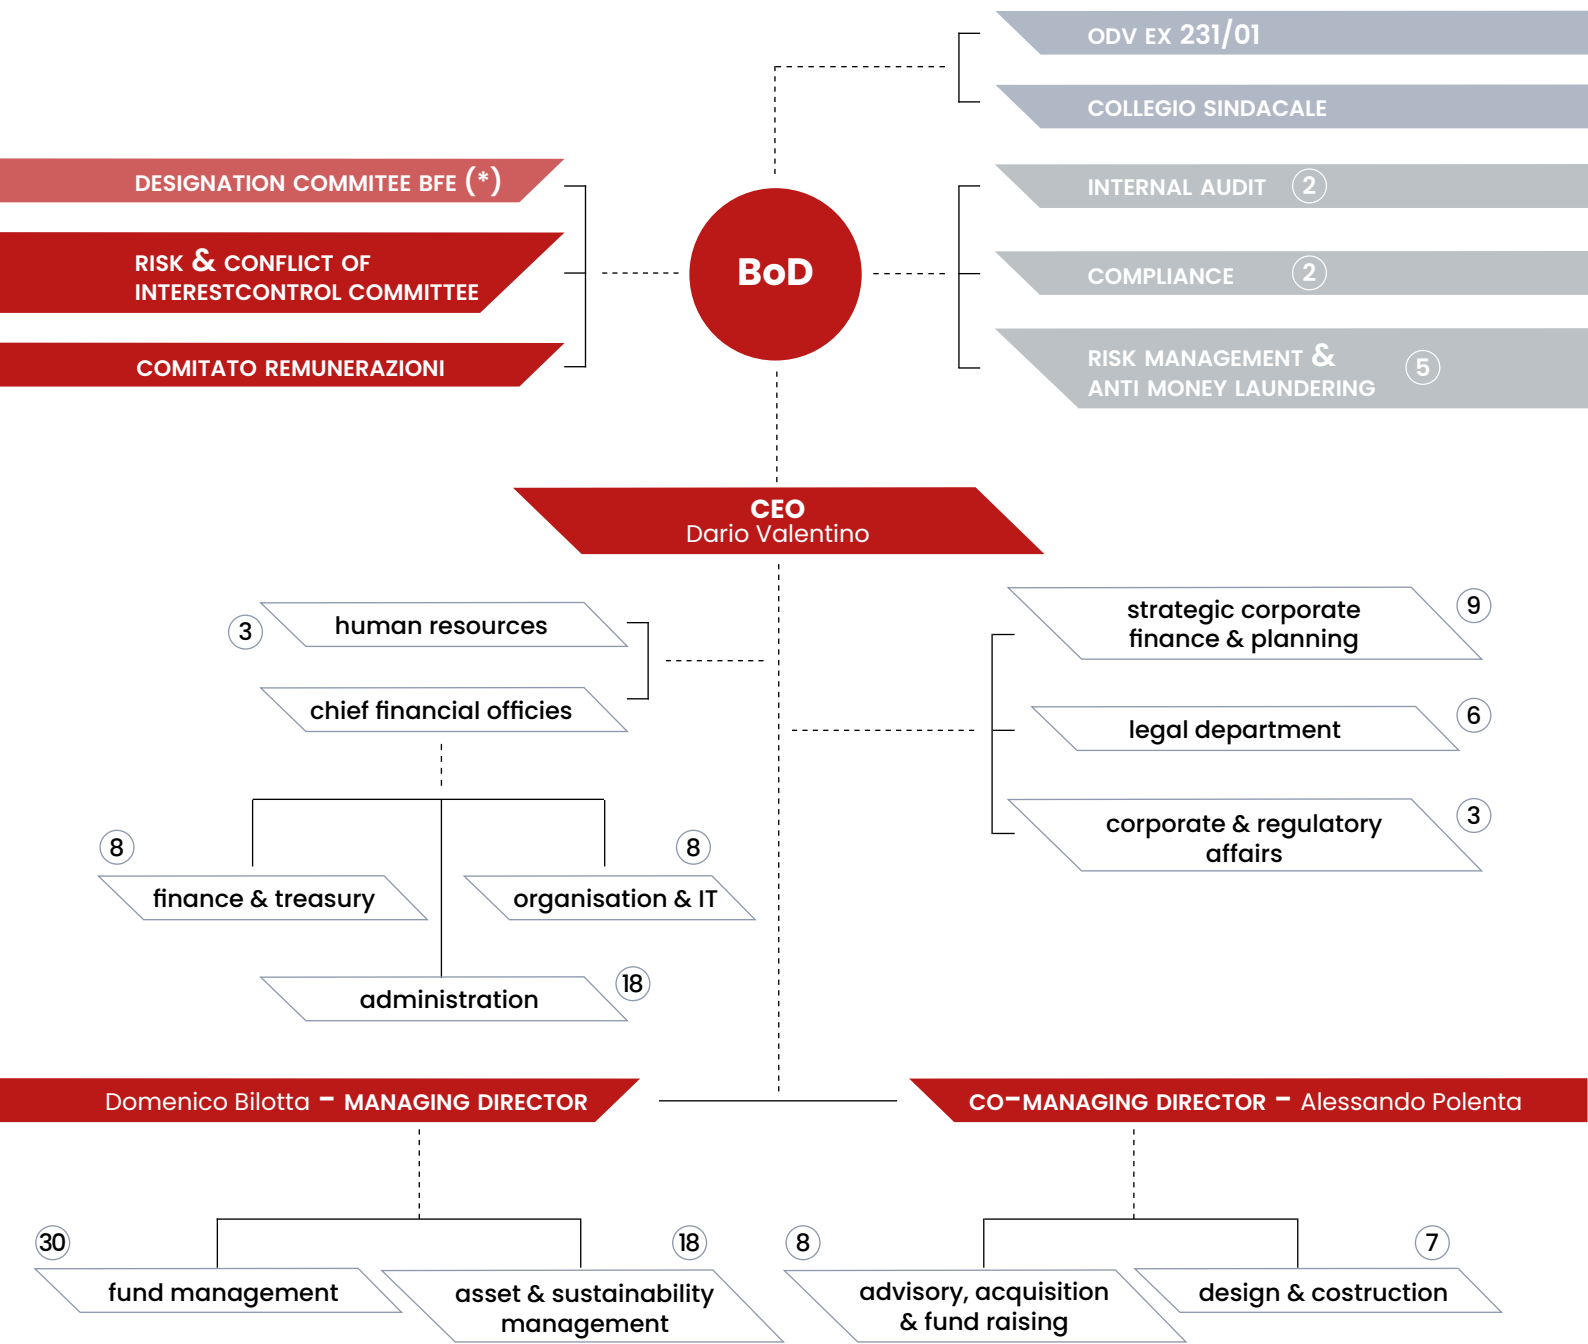 ODV EX 231/01
COLLEGIO SINDACALE
DESIGNATION COMMITEE BFE (*)
RISK & CONFLICT OF
INTERESTCONTROL COMMITTEE
COMITATO REMUNERAZIONI
BoD
INTERNAL AUDIT 2
COMPLIANCE 2
RISK MANAGEMENT &
ANTI MONEY LAUNDERING 5
CEO
Dario Valentino
3 human resources
chief financial officies
strategic corporate
finance & planning
9
legal department
6
corporate & regulatory
affairs
3
8
finance & treasury
8
organisation & IT
18
administration
Domenico Bilotta – MANAGING DIRECTOR
CO-MANAGING DIRECTOR – Alessando Polenta
30
fund management
18
asset & sustainability
management
8
advisory, acquisition
& fund raising
7
design & costruction